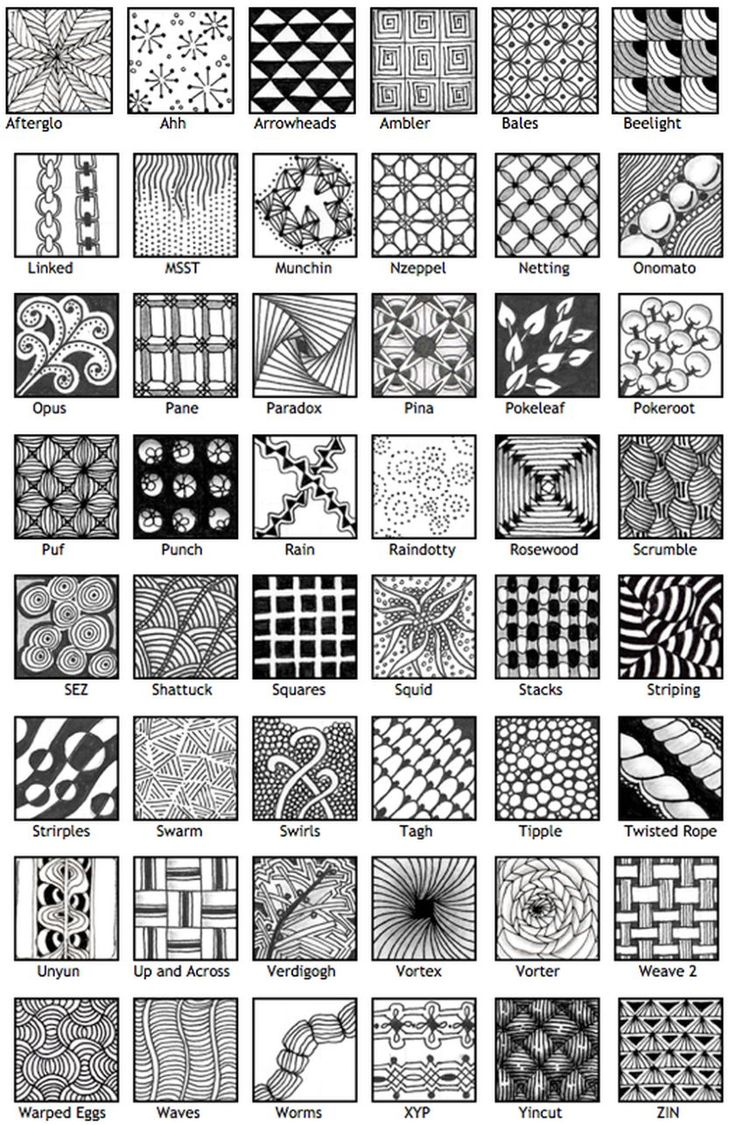 Afterglo Ahh Arrowheads Ambler Bales Beelight
Linked MSST Munchin Nzeppel Netting Onomato
Opus Pane Paradox Pina Pokeleaf Pokeroot
Puf Punch Rain Raindotty Rosewood Scrumble
SEZ Shattuck Squares Squid Stacks Striping
Strirples Swarm Swirls Tagh Tipple Twisted Rope
Unyun Up and Across Verdigogh Vortex Vorter Weave 2
Warped Eggs Waves Worms XYP Yincut ZIN